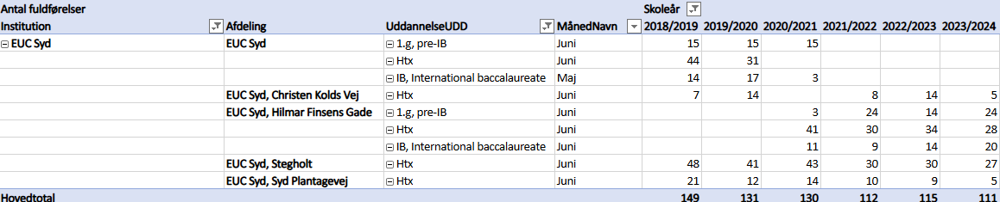 Antal fuldførelser Skoleår
Institution Afdeling UddannelseUDD MånedNavn 2018/2019 2019/2020 2020/2021 2021/2022 2022/2023 2023/2024
EUC Syd EUC Syd 1.g, pre-IB Juni 15 15 15
Htx Juni 44 31
IB, International baccalaureate Maj 14 17 3
EUC Syd, Christen Kolds Vej Htx Juni 7 14 8 14 5
EUC Syd, Hilmar Finsens Gade 1.g, pre-IB Juni 3 24 14 24
Htx Juni 41 30 34 28
IB, International baccalaureate Juni 11 9 14 20
EUC Syd, Stegholt Htx Juni 48 41 43 30 30 27
EUC Syd, Syd Plantagevej Htx Juni 21 12 14 10 9 5
Hovedtotal 149 131 130 112 115 111